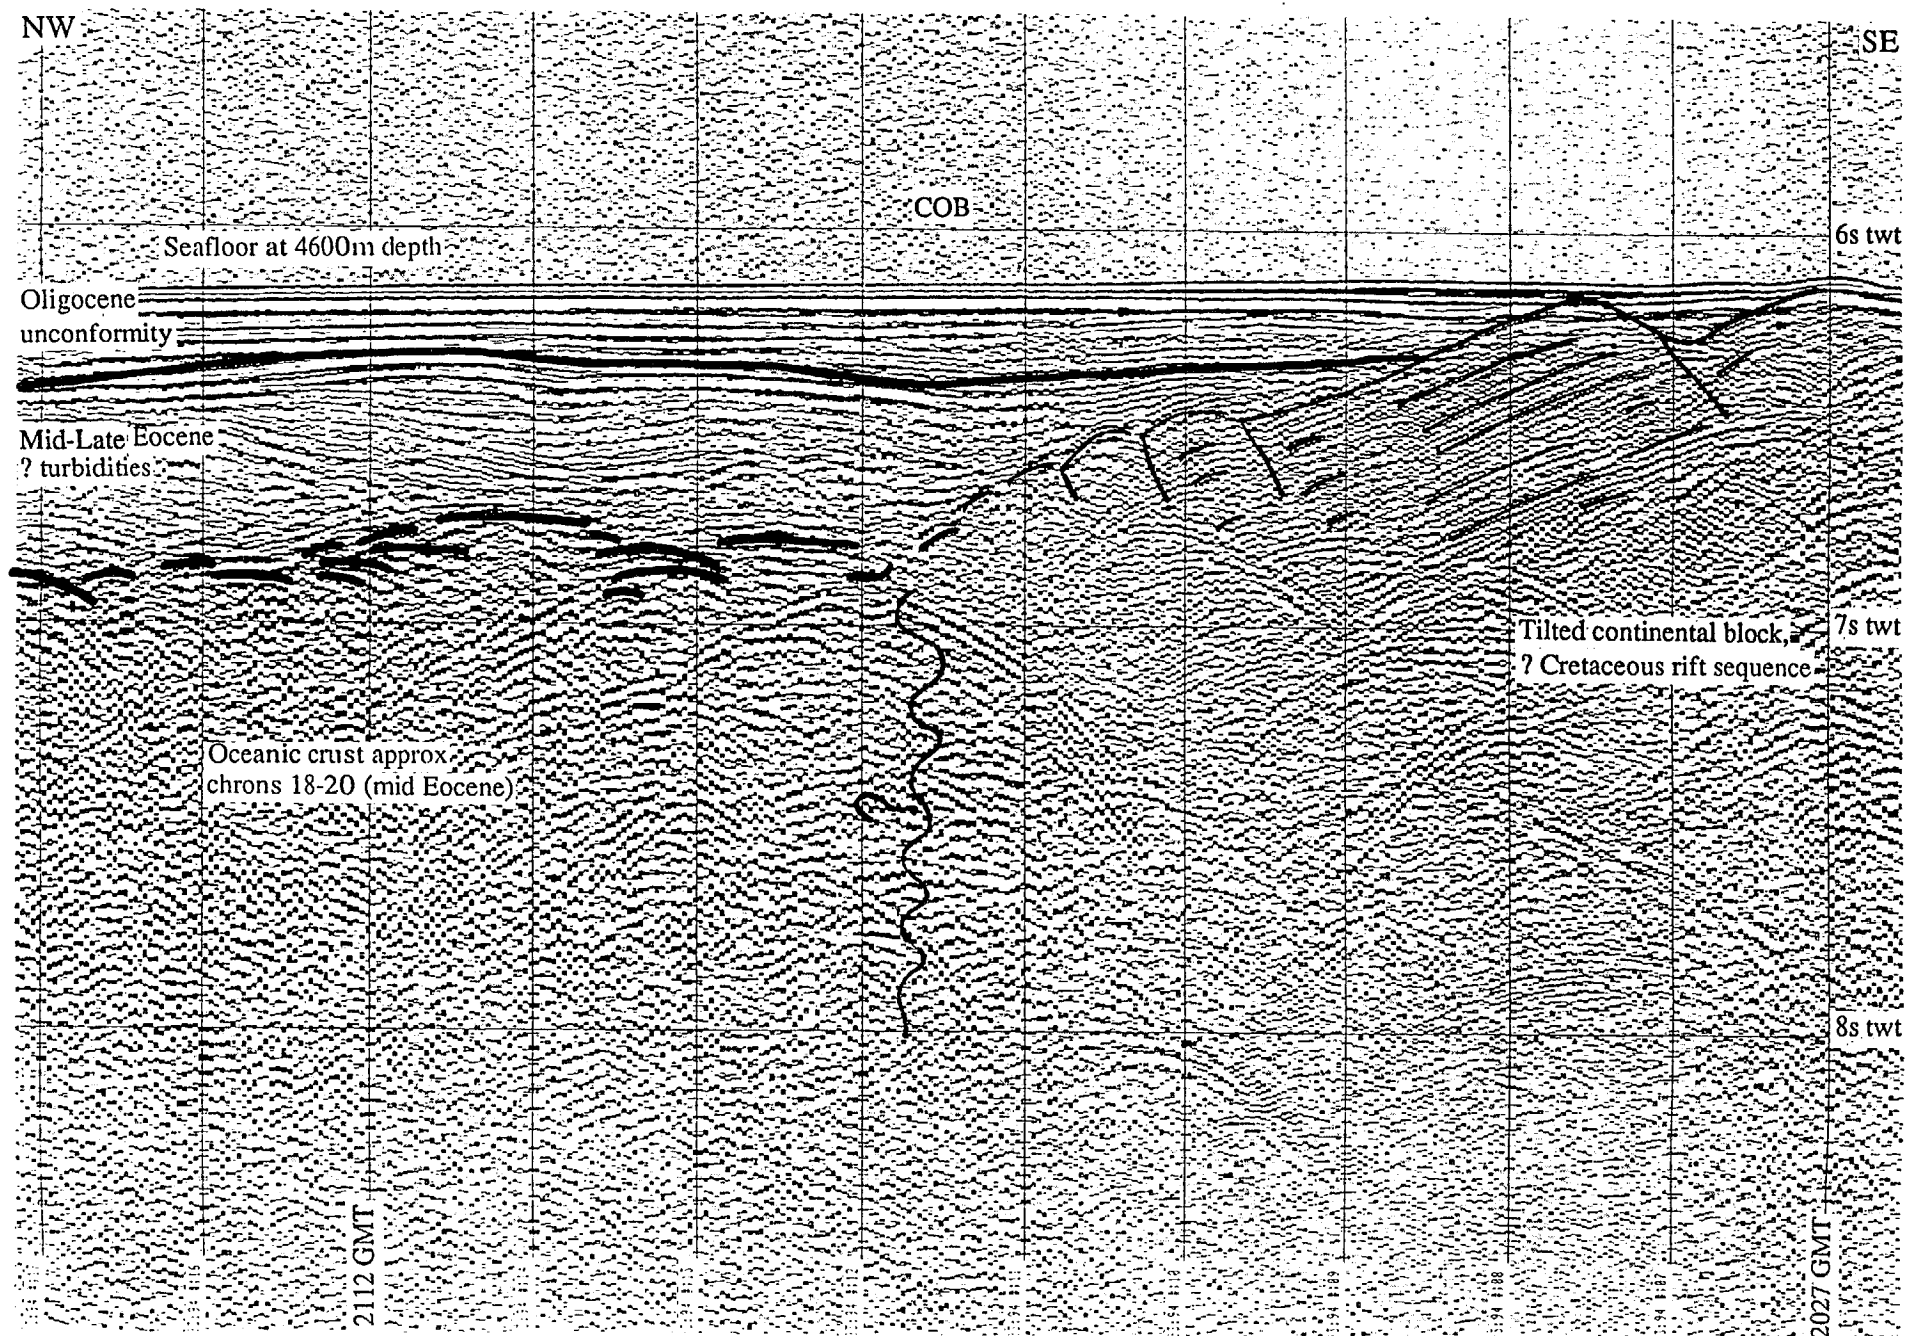 NW
SE
COB
Seafloor at 4600m depth
6s twt
Oligocene
unconformity
Mid-Late Eocene
? turbidities
Tilted continental block,
? Cretaceous rift sequence
7s twt
Oceanic crust approx.
chrons 18-20 (mid Eocene)
8s twt
2112 GMT
2027 GMT